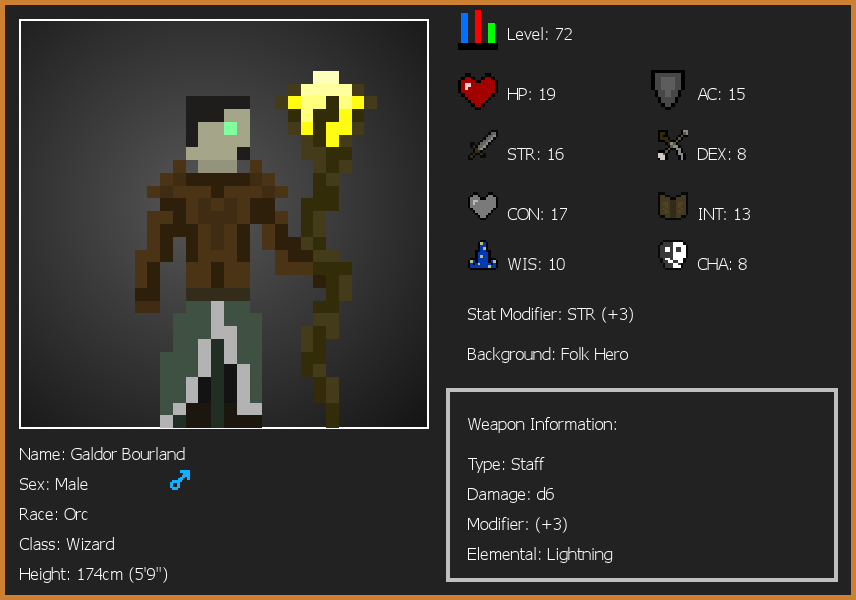 Level: 72
HP: 19
AC: 15
STR: 16
DEX: 8
CON: 17
INT: 13
WIS: 10
CHA: 8
Stat Modifier: STR (+3)
Background: Folk Hero
Weapon Information:
Type: Staff
Damage: d6
Modifier: (+3)
Elemental: Lightning
Name: Galdor Bourland
Sex: Male
Race: Orc
Class: Wizard
Height: 174cm (5'9")